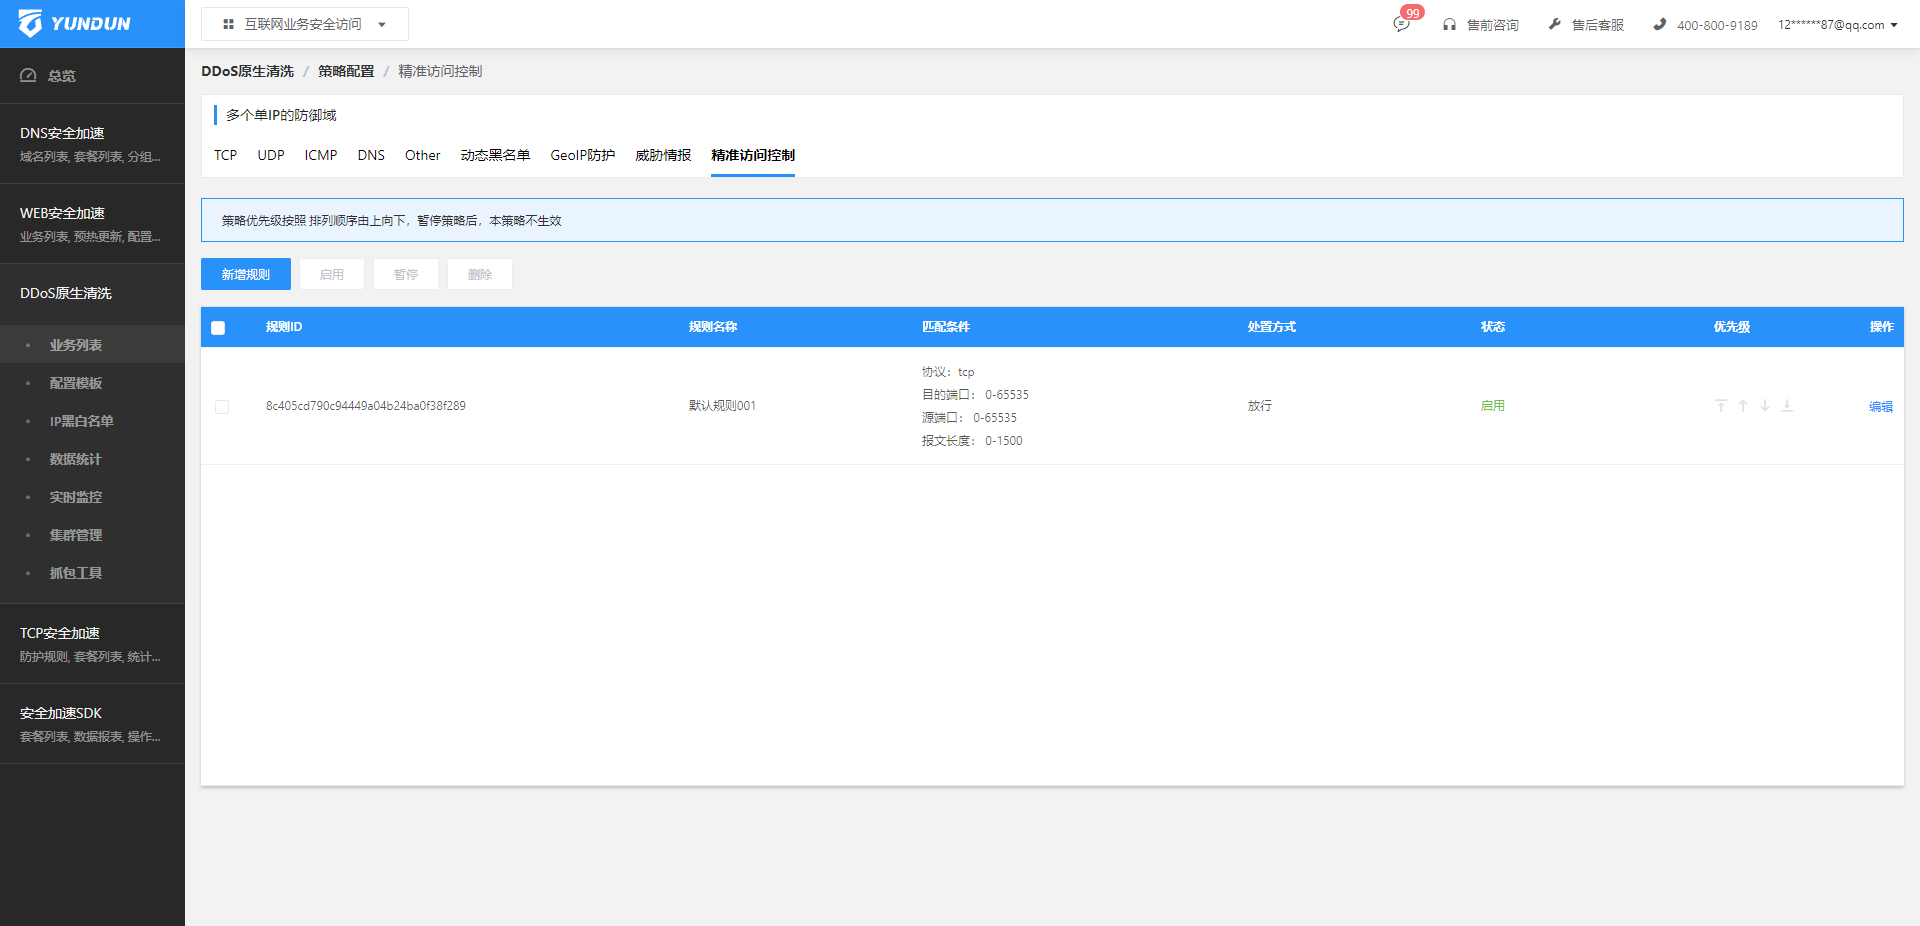 YUNDUN
互联网业务安全访问
99
售前咨询
售后客服
400-800-9189
12******87@qq.com
总览
DNS安全加速
域名列表, 套餐列表, 分组...
WEB安全加速
业务列表, 预热更新, 配置...
DDoS原生清洗
业务列表
配置模板
IP黑白名单
数据统计
实时监控
集群管理
抓包工具
TCP安全加速
防护规则, 套餐列表, 统计...
安全加速SDK
套餐列表, 数据报表, 操作...
DDoS原生清洗 / 策略配置 / 精准访问控制
多个单IP的防御域
TCP UDP ICMP DNS Other 动态黑名单 GeoIP防护 威胁情报 精准访问控制
策略优先级按照 排列顺序由上向下，暂停策略后，本策略不生效
新增规则 启用 暂停 删除
规则ID 规则名称 匹配条件 处置方式 状态 优先级 操作
8c405cd790c94449a04b24ba0f38f289 默认规则001
协议：tcp
目的端口： 0-65535
源端口： 0-65535
报文长度： 0-1500
放行 启用 编辑